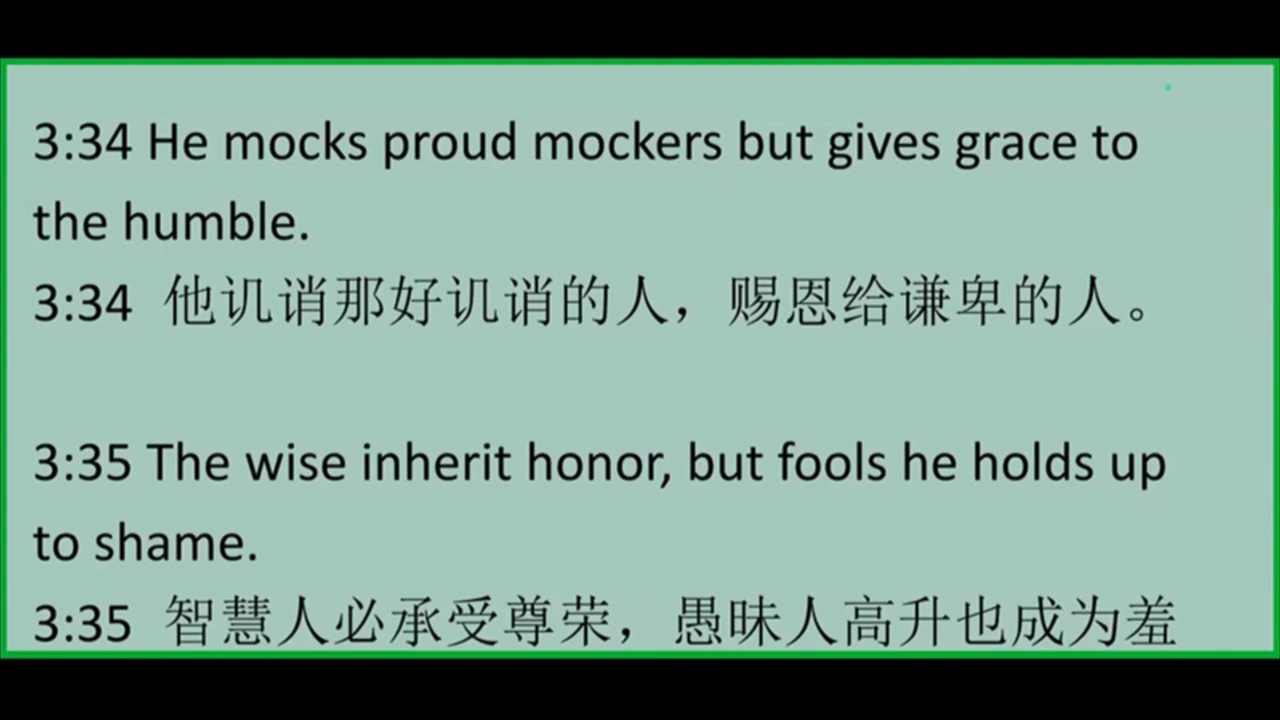 3:34 He mocks proud mockers but gives grace to
the humble.
3:34 他讥诮那好讥诮的人，赐恩给谦卑的人。
3:35 The wise inherit honor, but fools he holds up
to shame.
3:35 智慧人必承受尊荣，愚昧人高升也成为羞